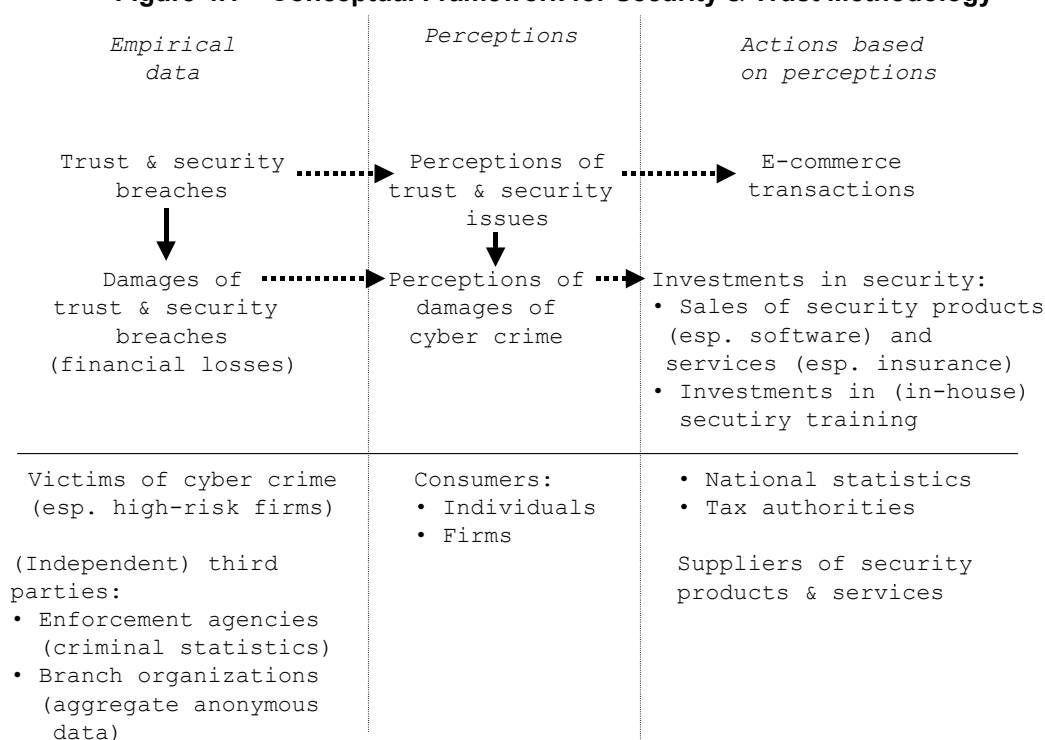 Conceptual Framework for Security & Trust Methodology
Empirical
data
Perceptions
Actions based
on perceptions
Trust & security
breaches
Perceptions of
trust & security
issues
E-commerce
transactions
Damages of
trust & security
breaches
(financial losses)
Perceptions of
damages of
cyber crime
Investments in security:
• Sales of security products
(esp. software) and
services (esp. insurance)
• Investments in (in-house)
secutiry training
Victims of cyber crime
(esp. high-risk firms)
(Independent) third
parties:
• Enforcement agencies
(criminal statistics)
• Branch organizations
(aggregate anonymous
data)
Consumers:
• Individuals
• Firms
• National statistics
• Tax authorities
Suppliers of security
products & services